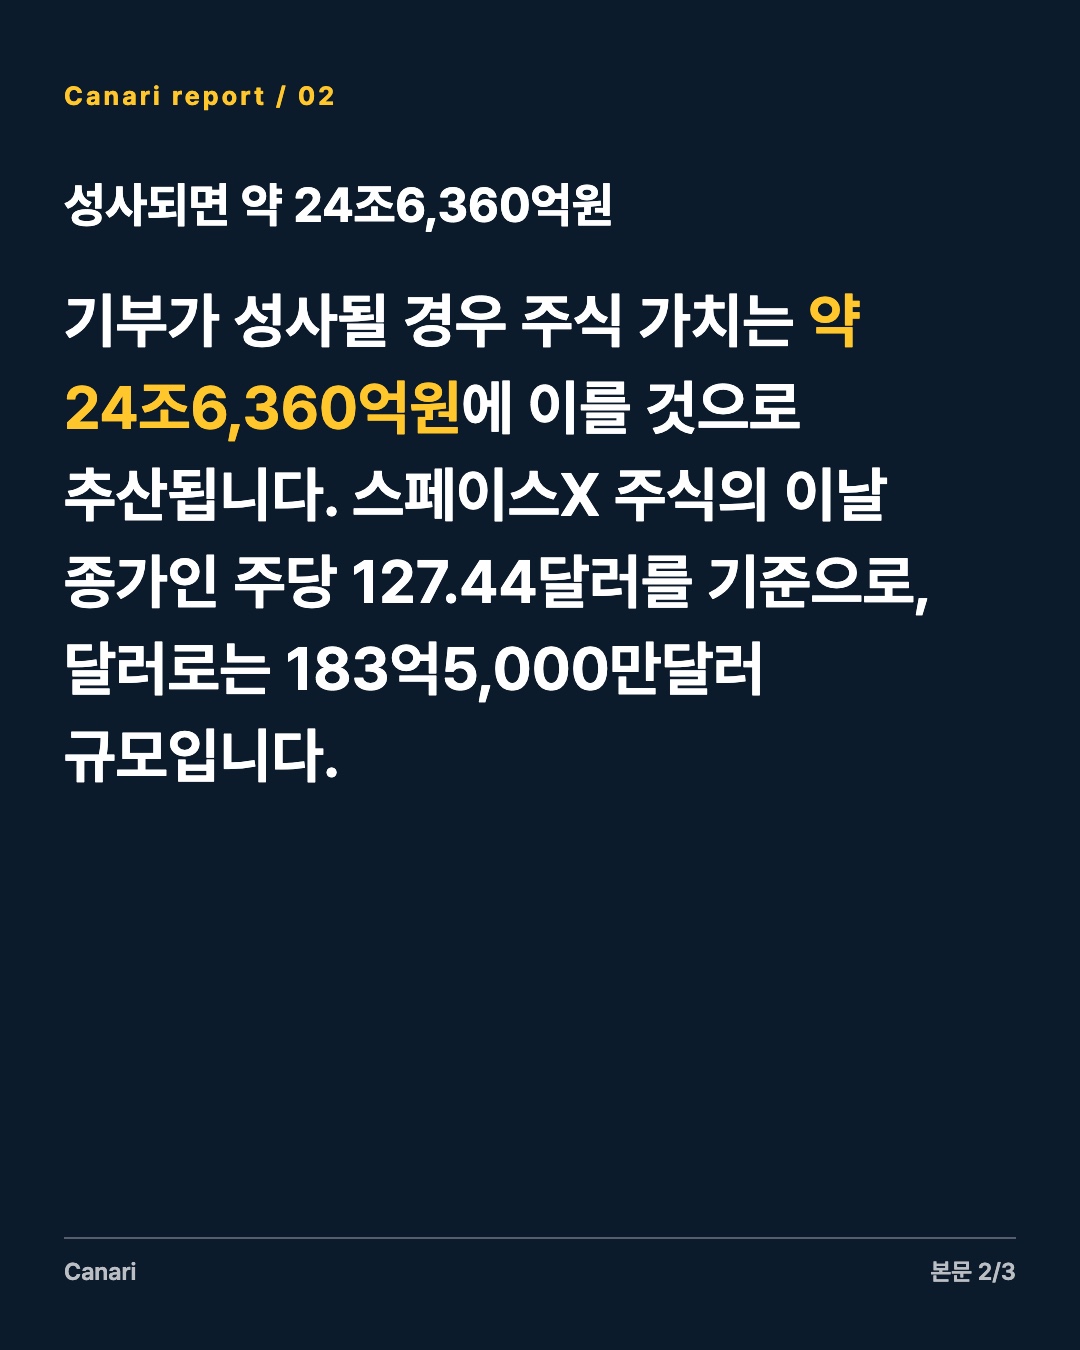 Canari report / 02
성사되면 약 24조6,360억원
기부가 성사될 경우 주식 가치는 약
24조6,360억원에 이를 것으로
추산됩니다. 스페이스X 주식의 이날
종가인 주당 127.44달러를 기준으로,
달러로는 183억5,000만달러
규모입니다.
Canari
본문 2/3